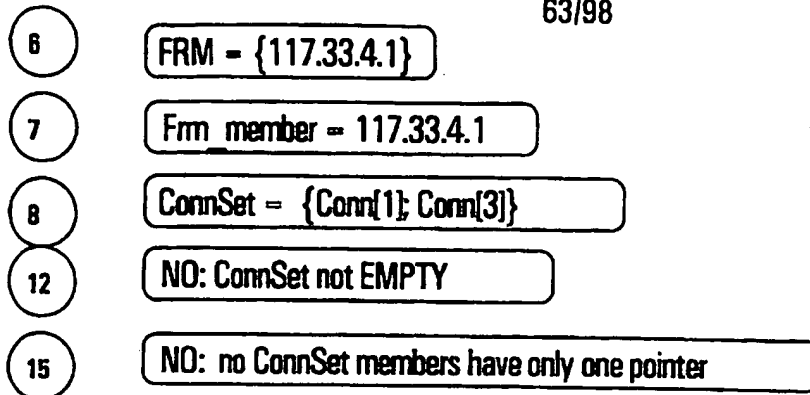 63/98
6 FRM = {117.33.4.1}
7 Frm_member = 117.33.4.1
8 ConnSet = {Conn[1]; Conn[3]}
12 NO: ConnSet not EMPTY
15 NO: no ConnSet members have only one pointer